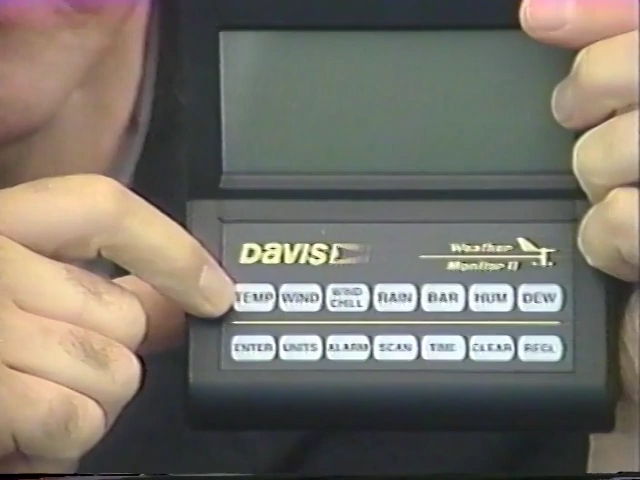 DAVIS
Weather
Monitor II
TEMP WIND WIND CHILL RAIN BAR HUM DEW
ENTER UNITS ALARM SCAN TIME CLEAR RECL